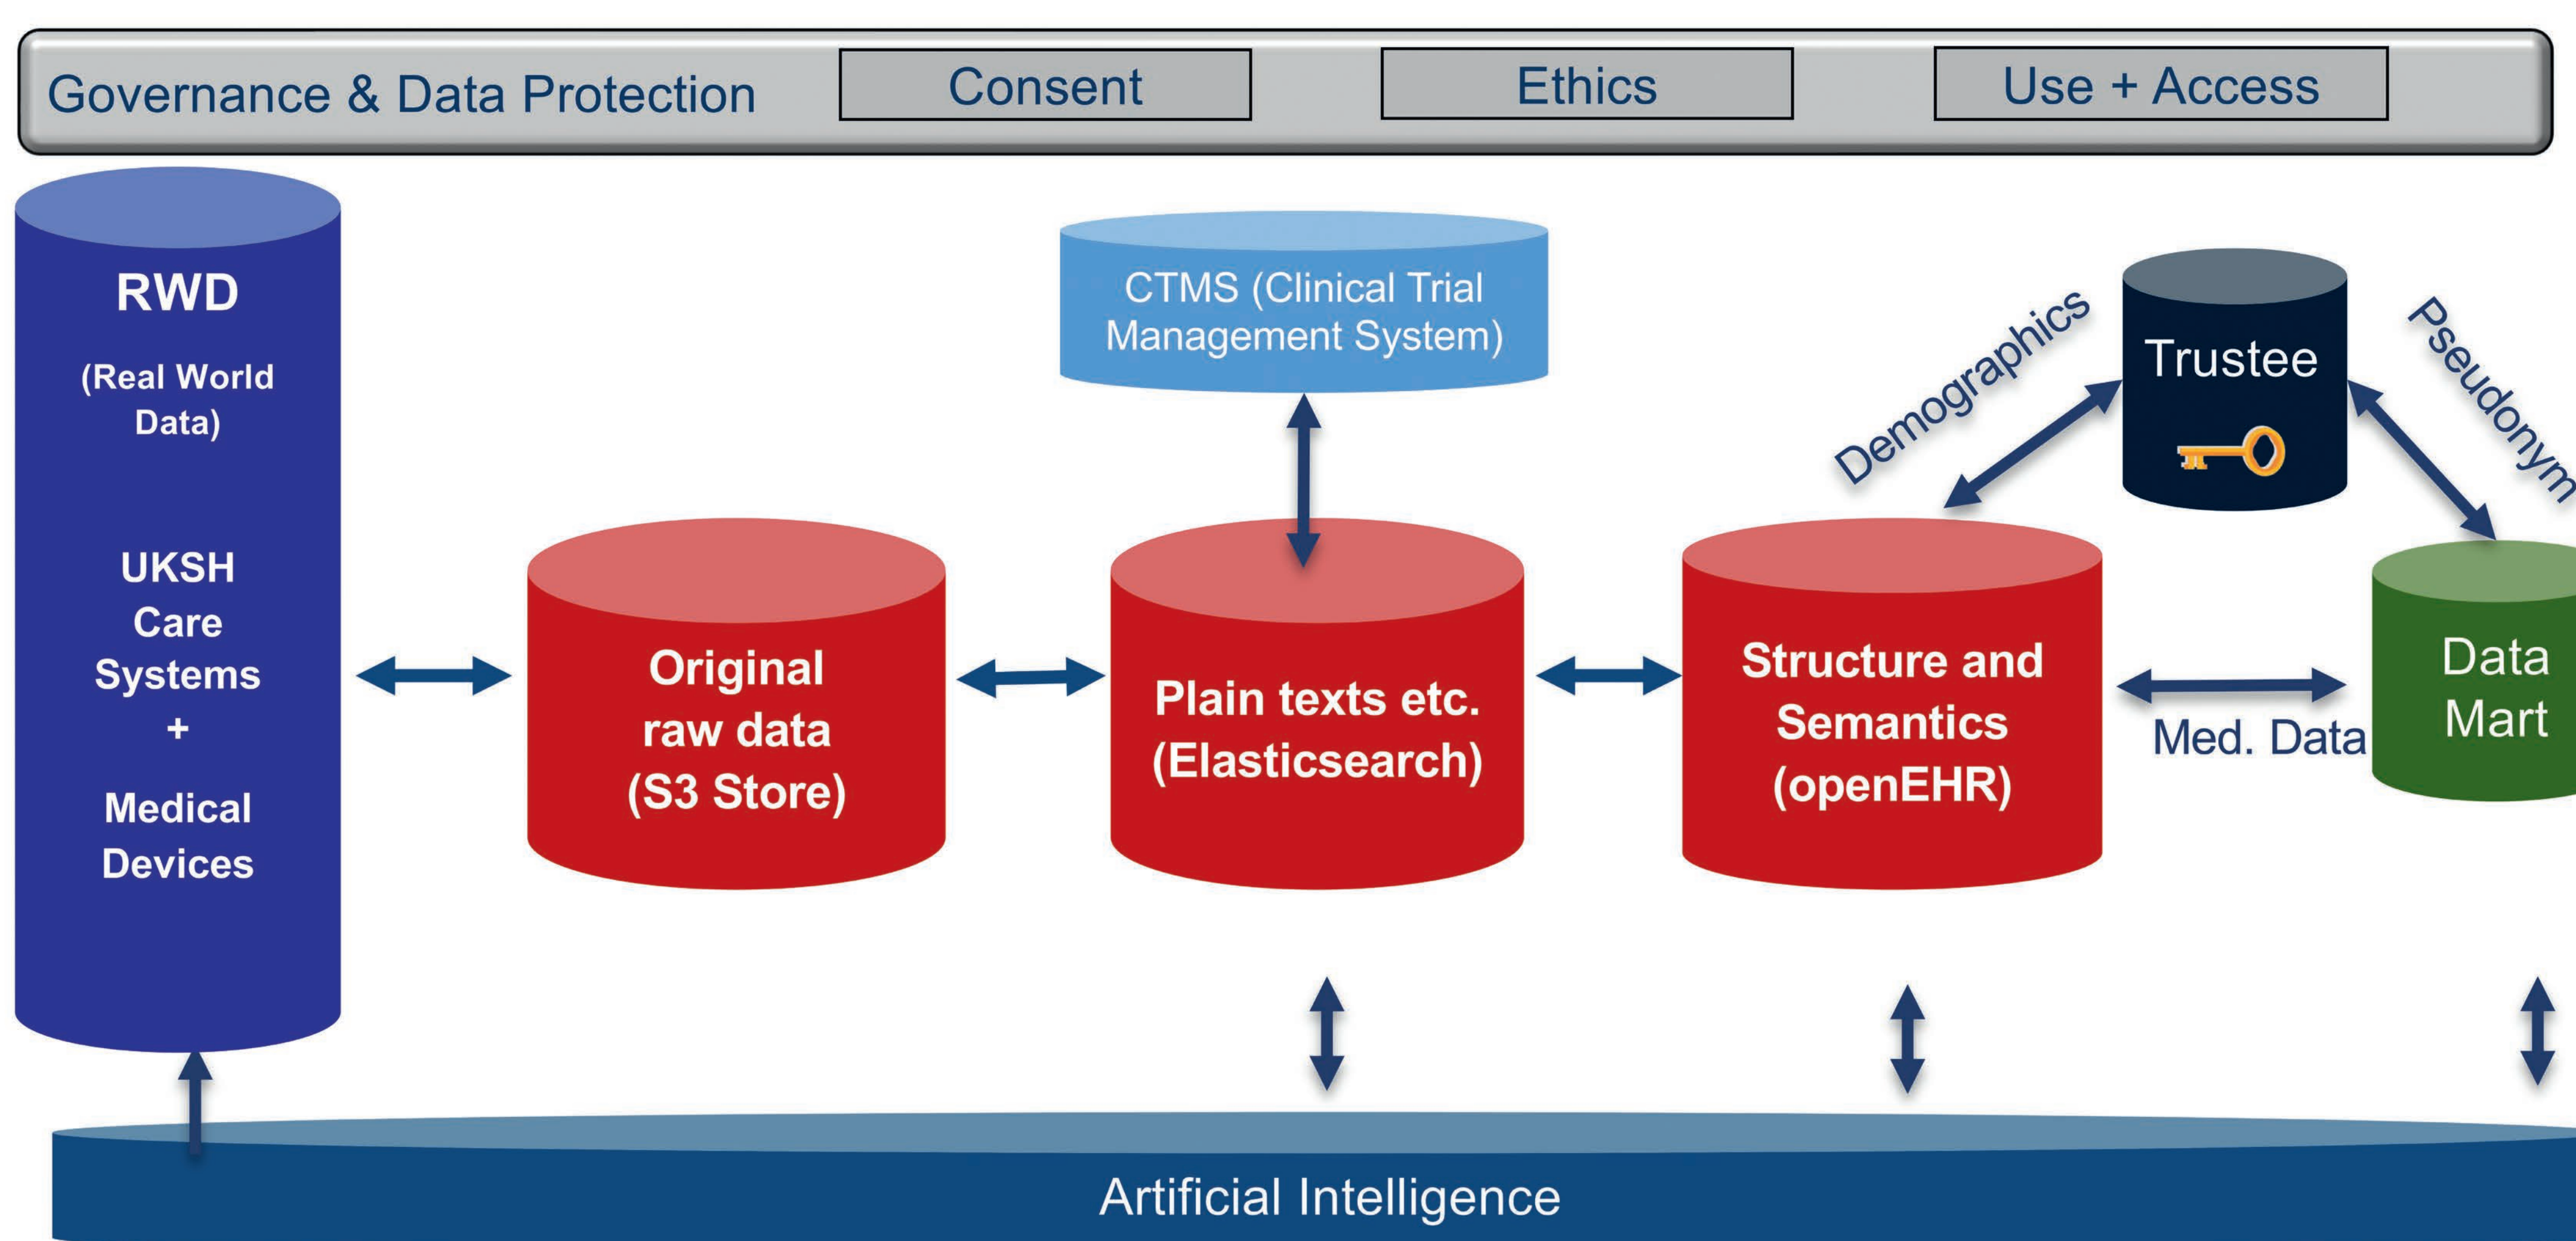 Governance & Data Protection
Consent
Ethics
Use + Access
RWD
(Real World
Data)
UKSH
Care
Systems
+
Medical
Devices
Original
raw data
(S3 Store)
CTMS (Clinical Trial
Management System)
Plain texts etc.
(Elasticsearch)
Structure and
Semantics
(openEHR)
Demographics
Trustee
Pseudonym
Med. Data
Data
Mart
Artificial Intelligence